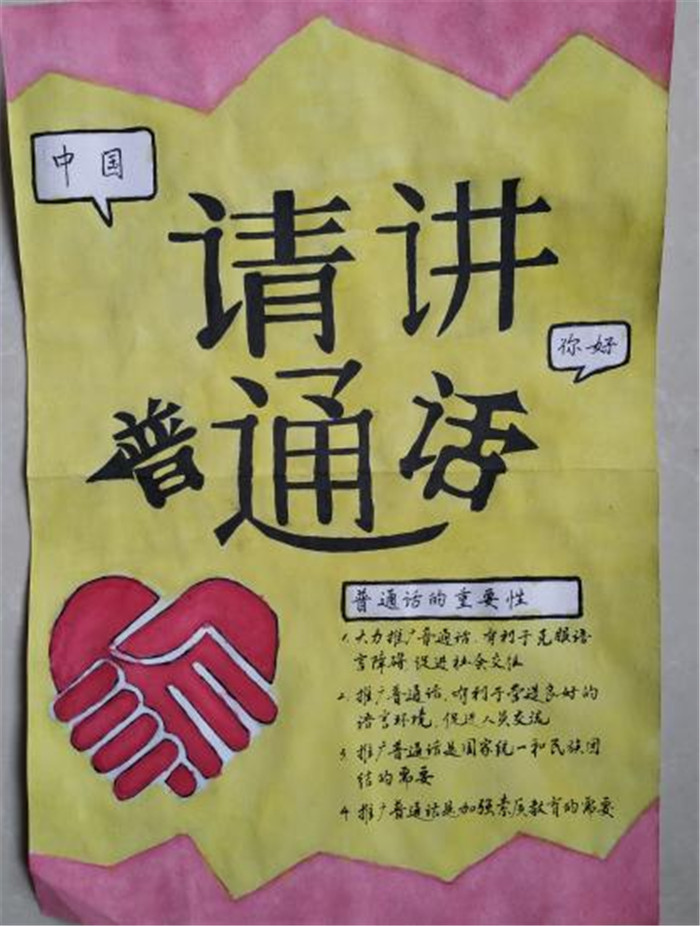 中国
请讲
你好
普通话
普通话的重要性
1、大力推广普通话,有利于克服语
言障碍,促进社会交往
2、推广普通话,有利于营造良好的
语言环境,促进人员交流
3、推广普通话是国家统一和民族团
结的需要
4、推广普通话是加强素质教育的需要